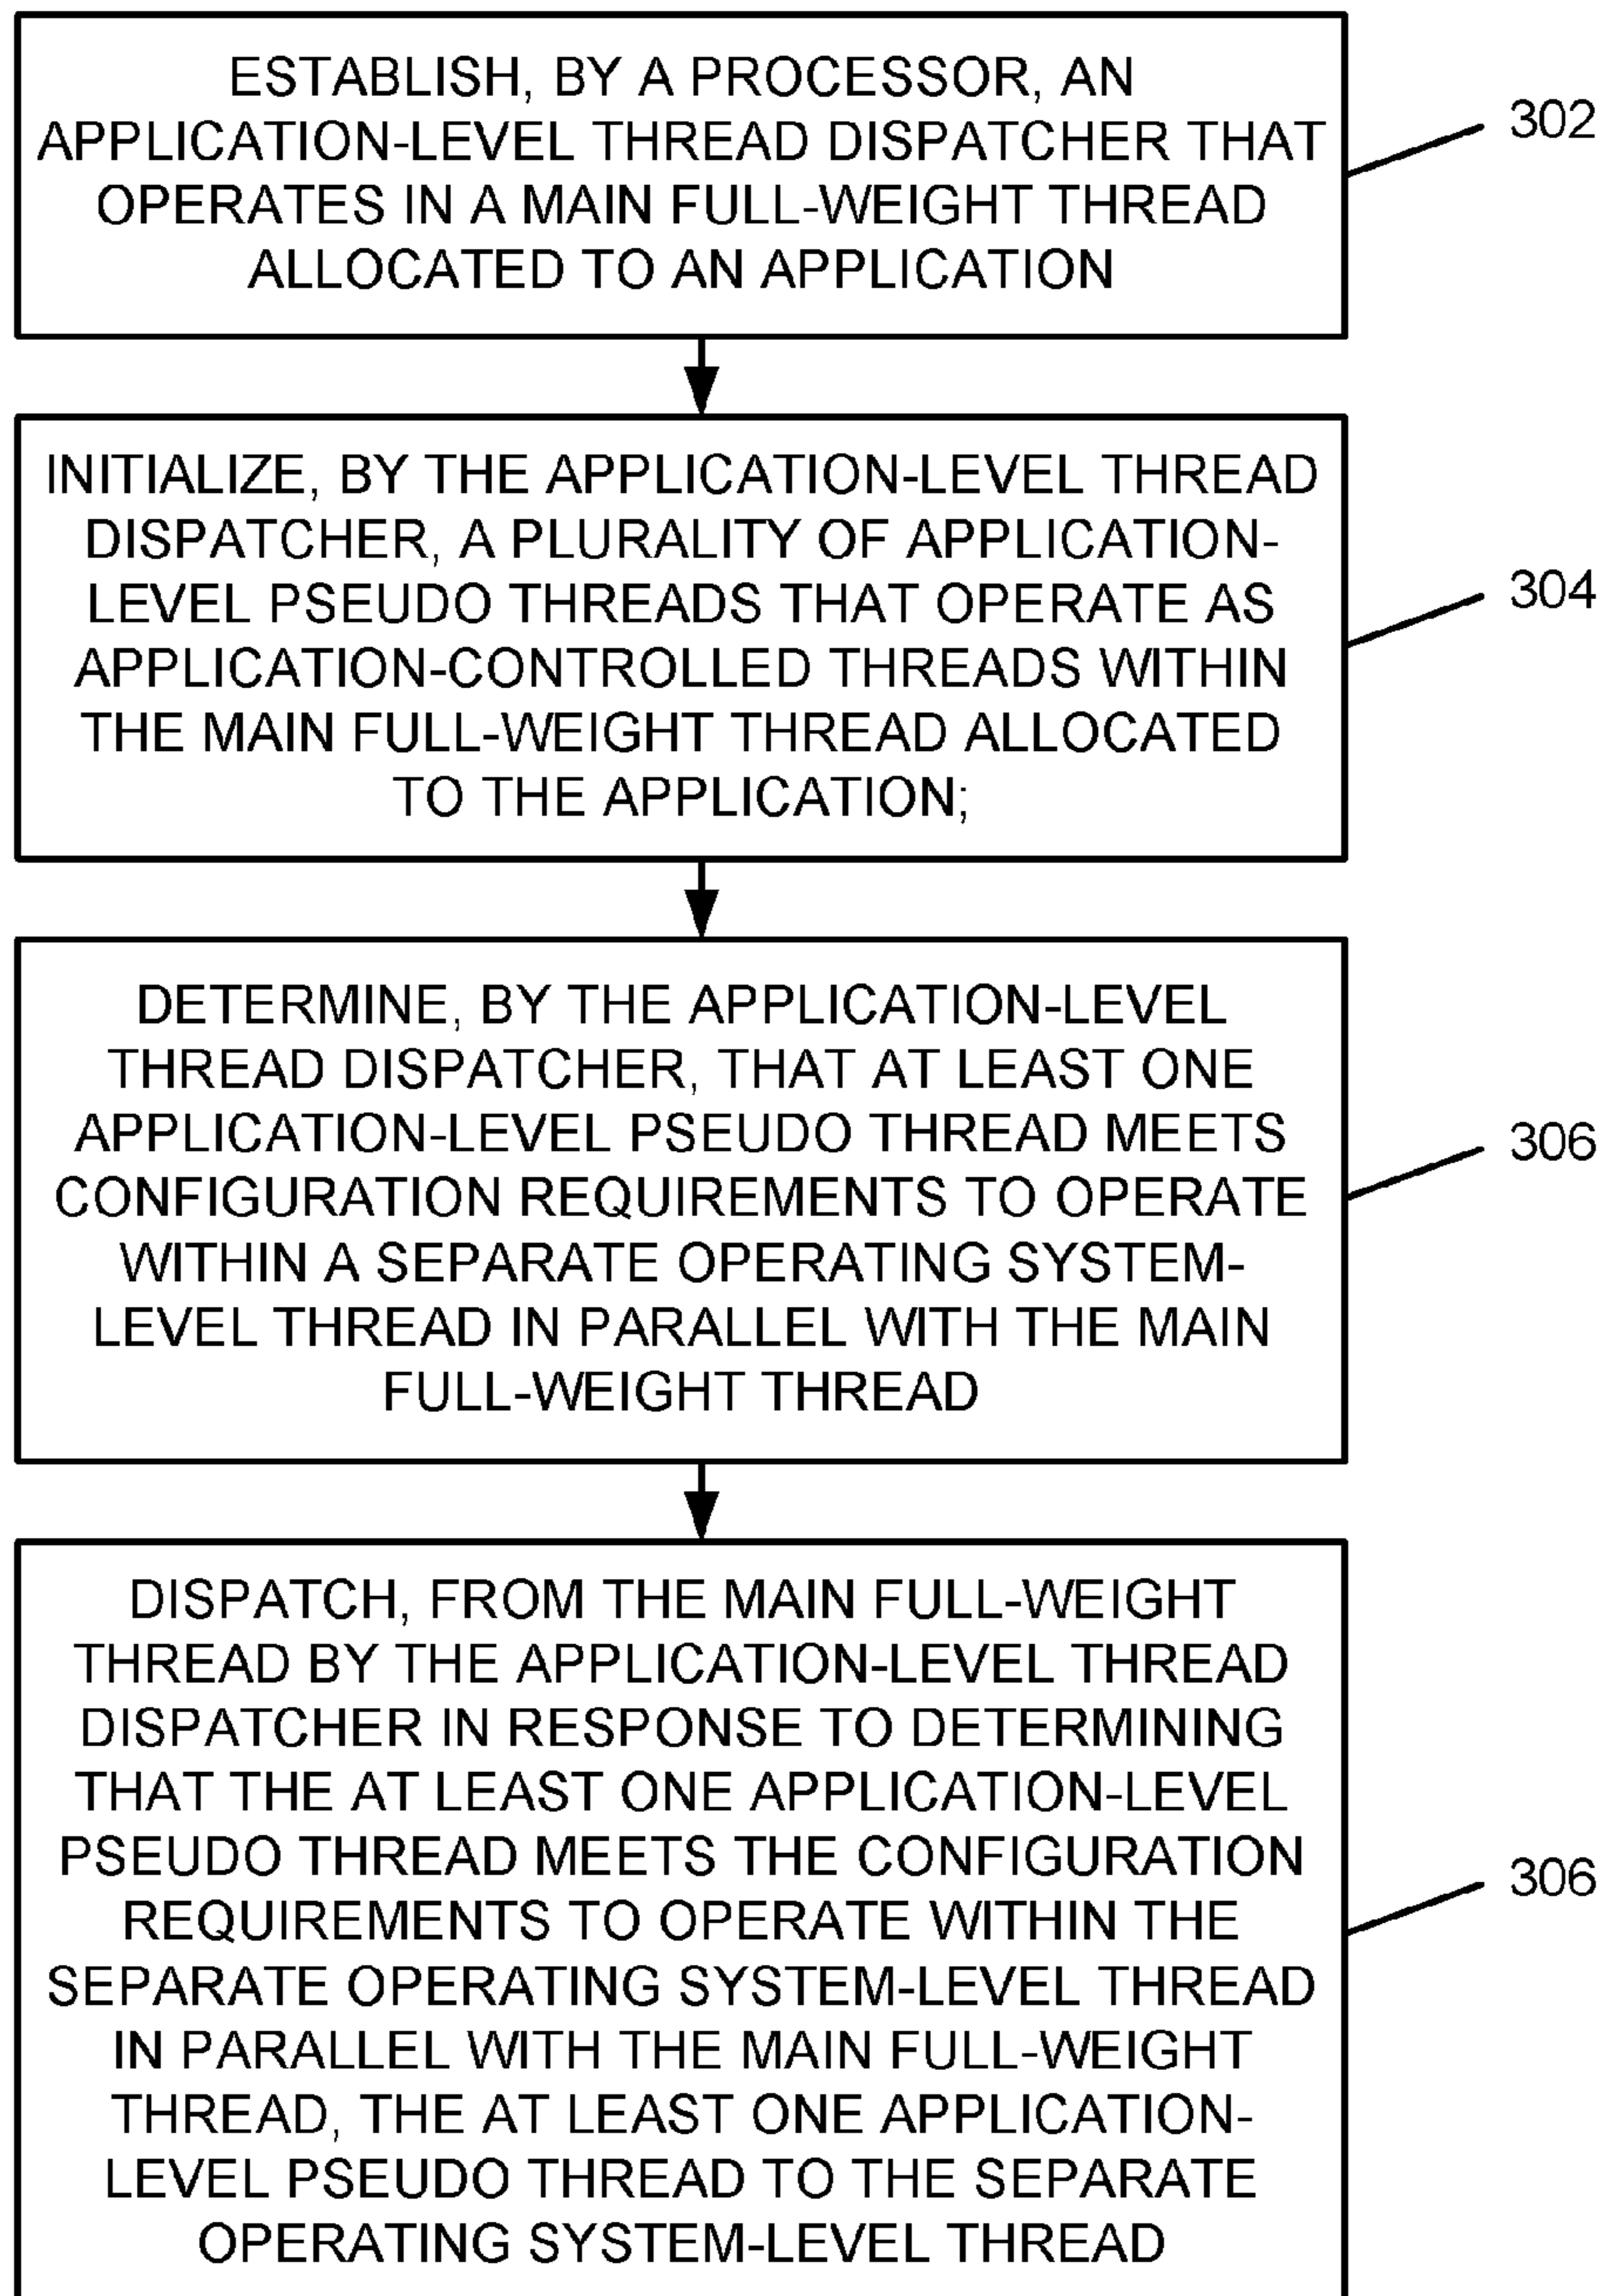 ESTABLISH, BY A PROCESSOR, AN
APPLICATION-LEVEL THREAD DISPATCHER THAT
OPERATES IN A MAIN FULL-WEIGHT THREAD
ALLOCATED TO AN APPLICATION
302
INITIALIZE, BY THE APPLICATION-LEVEL THREAD
DISPATCHER, A PLURALITY OF APPLICATION-
LEVEL PSEUDO THREADS THAT OPERATE AS
APPLICATION-CONTROLLED THREADS WITHIN
THE MAIN FULL-WEIGHT THREAD ALLOCATED
TO THE APPLICATION;
304
DETERMINE, BY THE APPLICATION-LEVEL
THREAD DISPATCHER, THAT AT LEAST ONE
APPLICATION-LEVEL PSEUDO THREAD MEETS
CONFIGURATION REQUIREMENTS TO OPERATE
WITHIN A SEPARATE OPERATING SYSTEM-
LEVEL THREAD IN PARALLEL WITH THE MAIN
FULL-WEIGHT THREAD
306
DISPATCH, FROM THE MAIN FULL-WEIGHT
THREAD BY THE APPLICATION-LEVEL THREAD
DISPATCHER IN RESPONSE TO DETERMINING
THAT THE AT LEAST ONE APPLICATION-LEVEL
PSEUDO THREAD MEETS THE CONFIGURATION
REQUIREMENTS TO OPERATE WITHIN THE
SEPARATE OPERATING SYSTEM-LEVEL THREAD
IN PARALLEL WITH THE MAIN FULL-WEIGHT
THREAD, THE AT LEAST ONE APPLICATION-
LEVEL PSEUDO THREAD TO THE SEPARATE
OPERATING SYSTEM-LEVEL THREAD
306